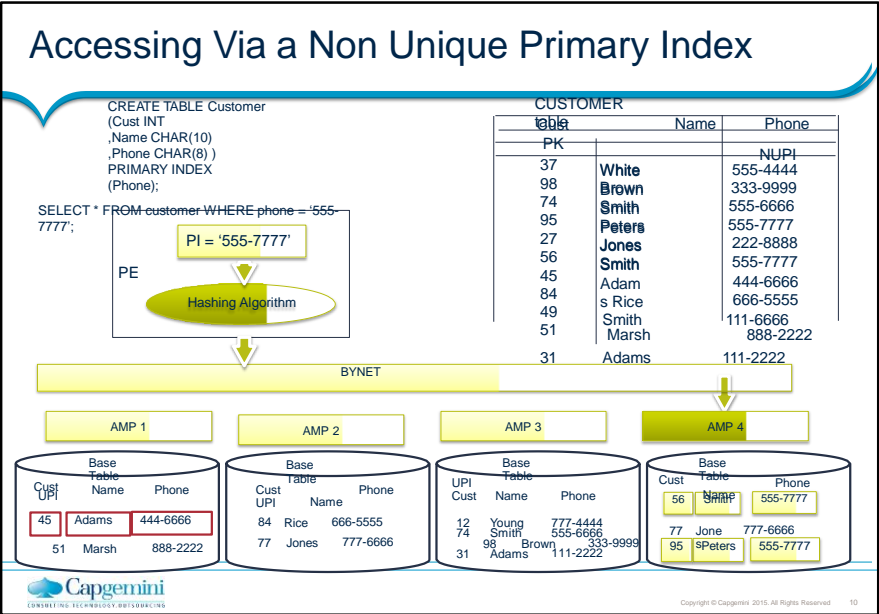 Accessing Via a Non Unique Primary Index
CREATE TABLE Customer
(Cust INT
,Name CHAR(10)
,Phone CHAR(8) )
PRIMARY INDEX
(Phone);
SELECT * FROM customer WHERE phone = ‘555-
7777’;
PI = ‘555-7777’
PE
Hashing Algorithm
CUSTOMER
table
Cust Name Phone
PK
NUPI
37 White 555-4444
98 Brown 333-9999
74 Smith 555-6666
95 Peters 555-7777
27 Jones 222-8888
56 Smith 555-7777
45 Adam 444-6666
84 s Rice 666-5555
49 Smith 111-6666
51 Marsh 888-2222
31 Adams 111-2222
BYNET
AMP 1
AMP 2
AMP 3
AMP 4
Base
Table
Cust Name Phone
UPI
45 Adams 444-6666
51 Marsh 888-2222
Base
Table
Cust Phone
UPI Name
84 Rice 666-5555
77 Jones 777-6666
Base
Table
UPI
Cust Name Phone
12 Young 777-4444
74 Smith 555-6666
98 Brown 333-9999
31 Adams 111-2222
Base
Table
Cust Name Phone
56 Smith 555-7777
77 Jone 777-6666
95 sPeters 555-7777
Capgemini
CONSULTING.TECHNOLOGY.OUTSOURCING
Copyright © Capgemini 2015. All Rights Reserved 10